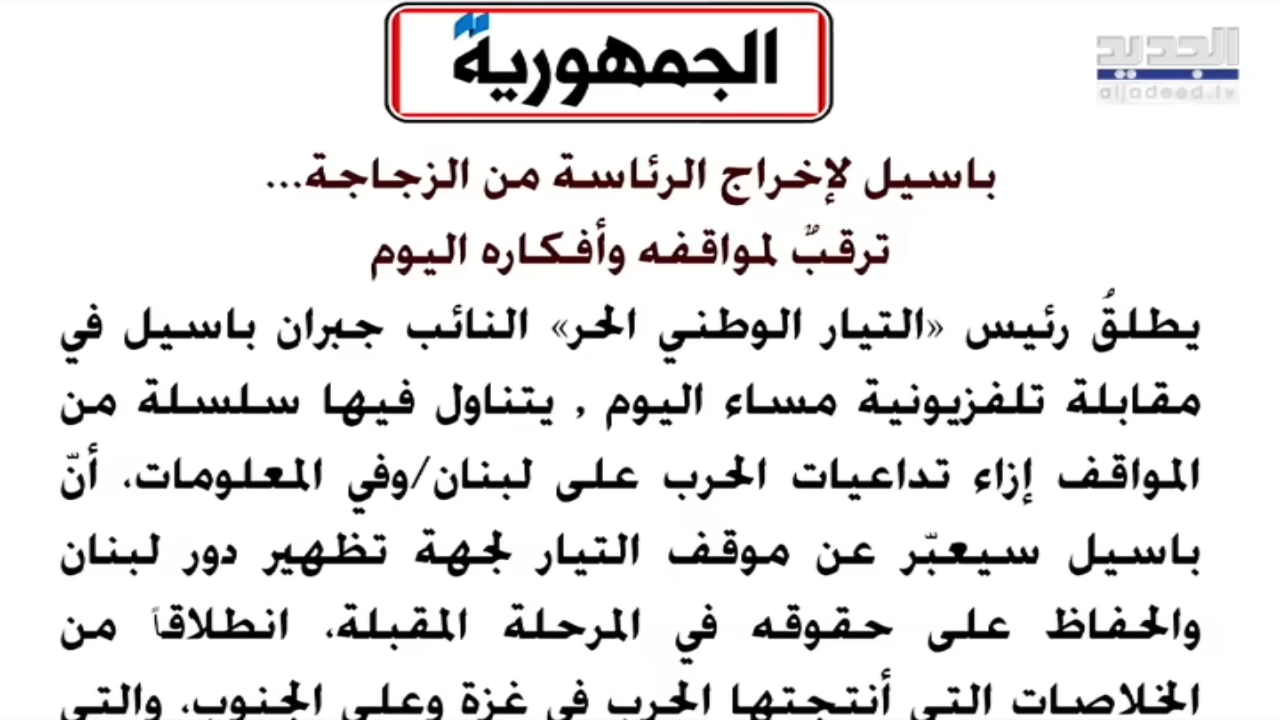 الجمهورية
الجديد
aljadeed.tv
باسيل لإخراج الرئاسة من الزجاجة...
ترقبٌ لمواقفه وأفكاره اليوم
يطلقُ رئيس «التيار الوطني الحر» النائب جبران باسيل في
مقابلة تلفزيونية مساء اليوم , يتناول فيها سلسلة من
المواقف إزاء تداعيات الحرب على لبنان/وفي المعلومات، أنّ
باسيل سيعبّر عن موقف التيار لجهة تظهير دور لبنان
والحفاظ على حقوقه في المرحلة المقبلة، انطلاقاً من
الخلاصات التي أنتجتها الحرب في غزة وعلى الجنوب، والتي